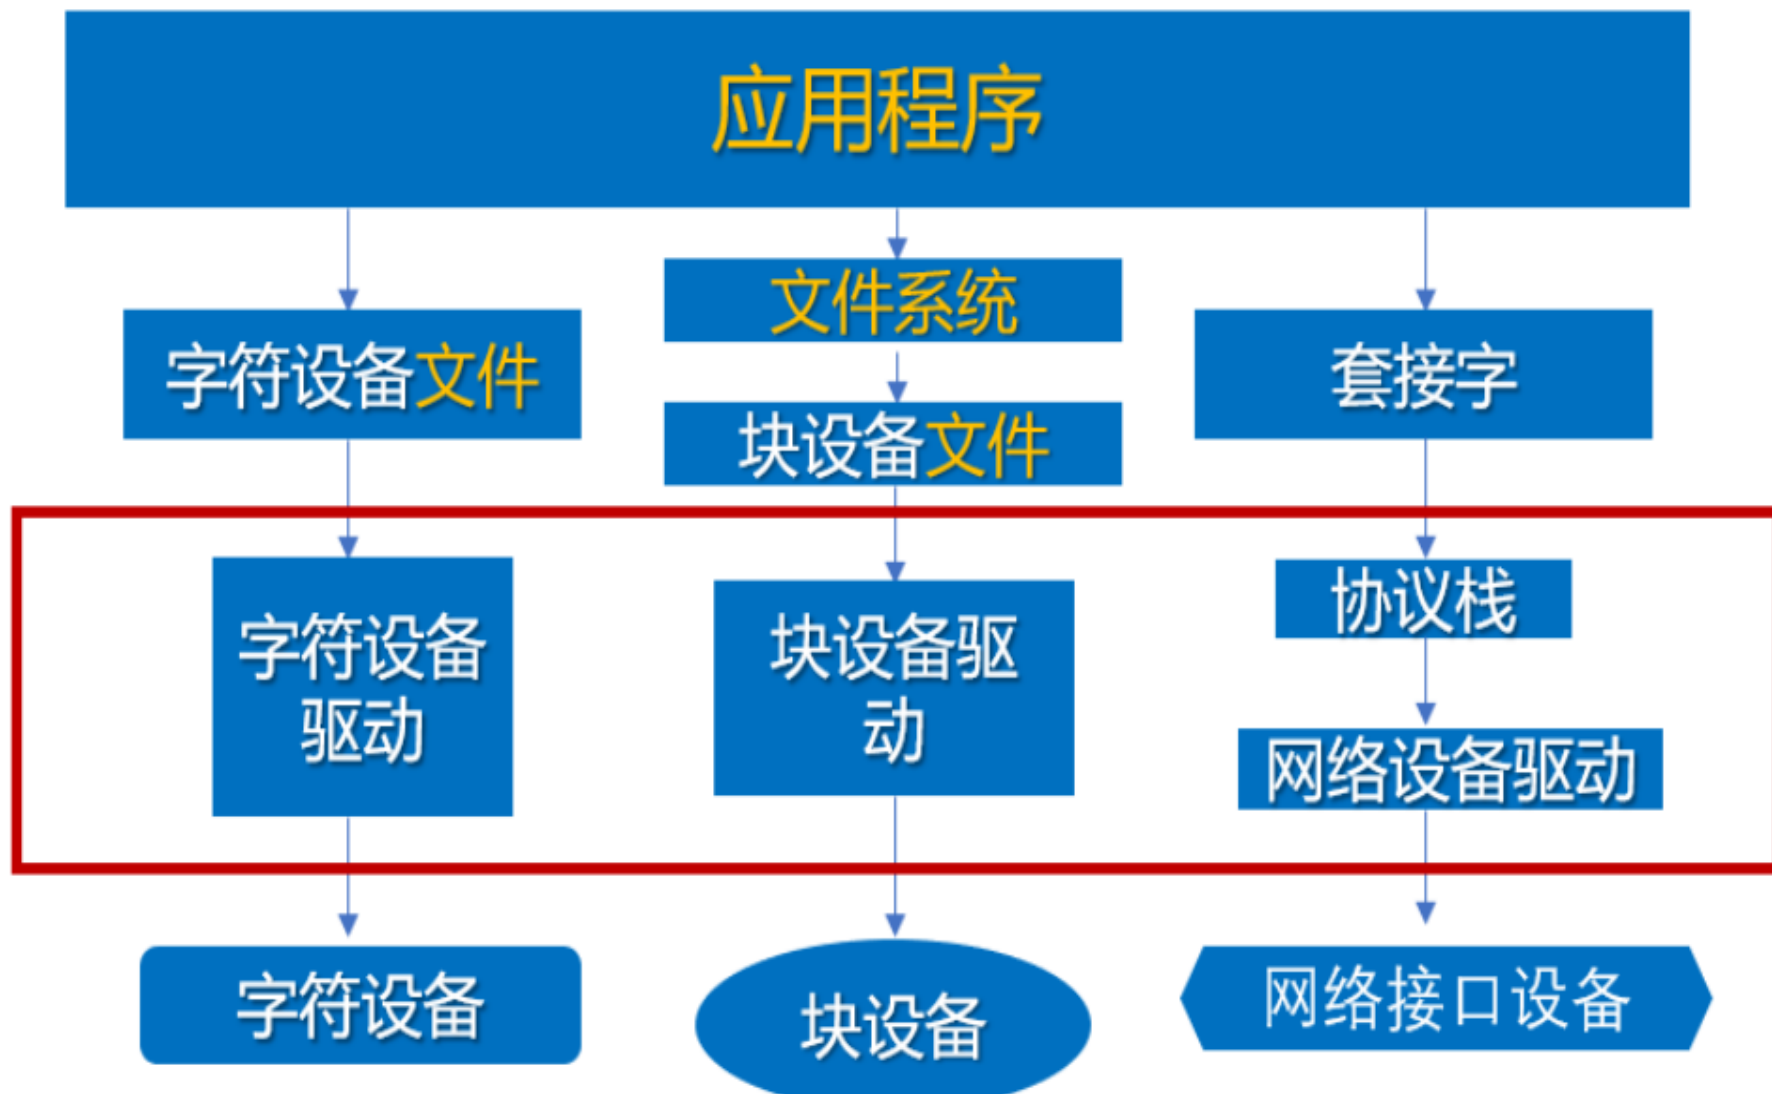 应用程序
文件系统
字符设备文件
套接字
块设备文件
字符设备
驱动
块设备驱
动
协议栈
网络设备驱动
字符设备
块设备
网络接口设备